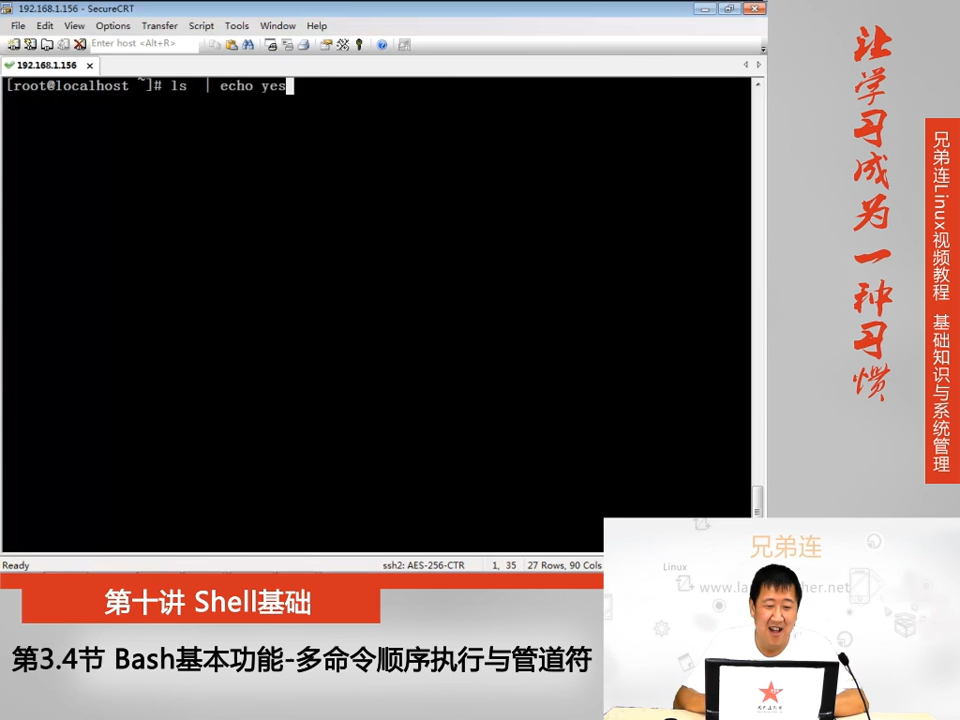 192.168.1.156 - SecureCRT
File Edit View Options Transfer Script Tools Window Help
Enter host <Alt+R>
192.168.1.156
[root@localhost ~]# ls  | echo yes
Ready ssh2: AES-256-CTR 1, 35 27 Rows, 90 Cols
第十讲 Shell基础
第3.4节 Bash基本功能-多命令顺序执行与管道符
让学习成为一种习惯
兄弟连Linux视频教程 基础知识与系统管理
兄弟连
Linux